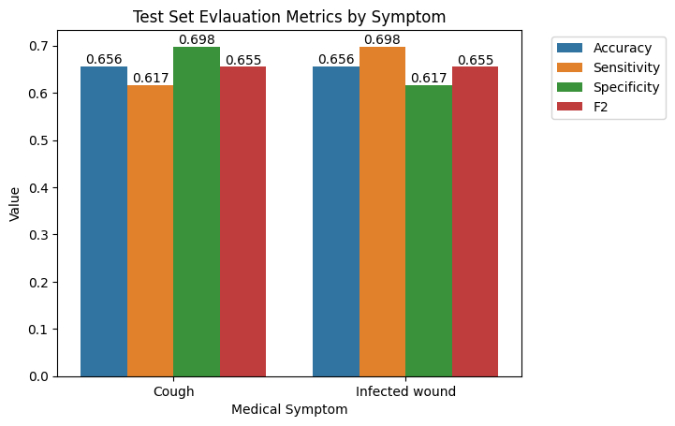 Test Set Evlauation Metrics by Symptom
0.7
0.6
0.5
0.4
0.3
0.2
0.1
0.0
Value
0.656
0.617
0.698
0.655
0.656
0.698
0.617
0.655
Cough
Infected wound
Medical Symptom
Accuracy
Sensitivity
Specificity
F2